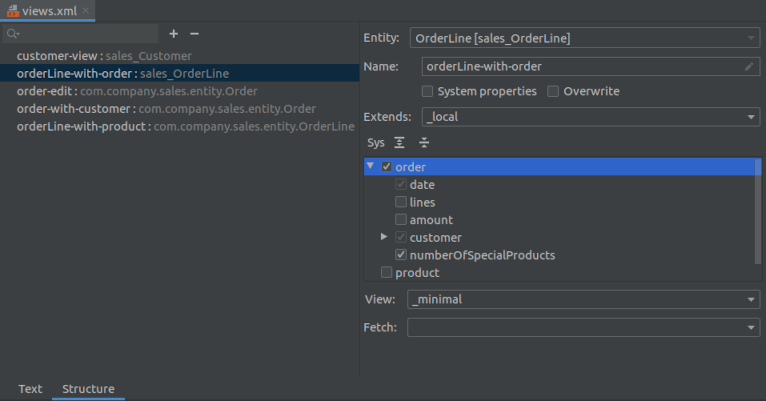 views.xml
customer-view : sales_Customer
orderLine-with-order : sales_OrderLine
order-edit : com.company.sales.entity.Order
order-with-customer : com.company.sales.entity.Order
orderLine-with-product : com.company.sales.entity.OrderLine
Entity: OrderLine [sales_OrderLine]
Name: orderLine-with-order
System properties Overwrite
Extends: _local
Sys
order
date
lines
amount
customer
numberOfSpecialProducts
product
View: _minimal
Fetch:
Text Structure